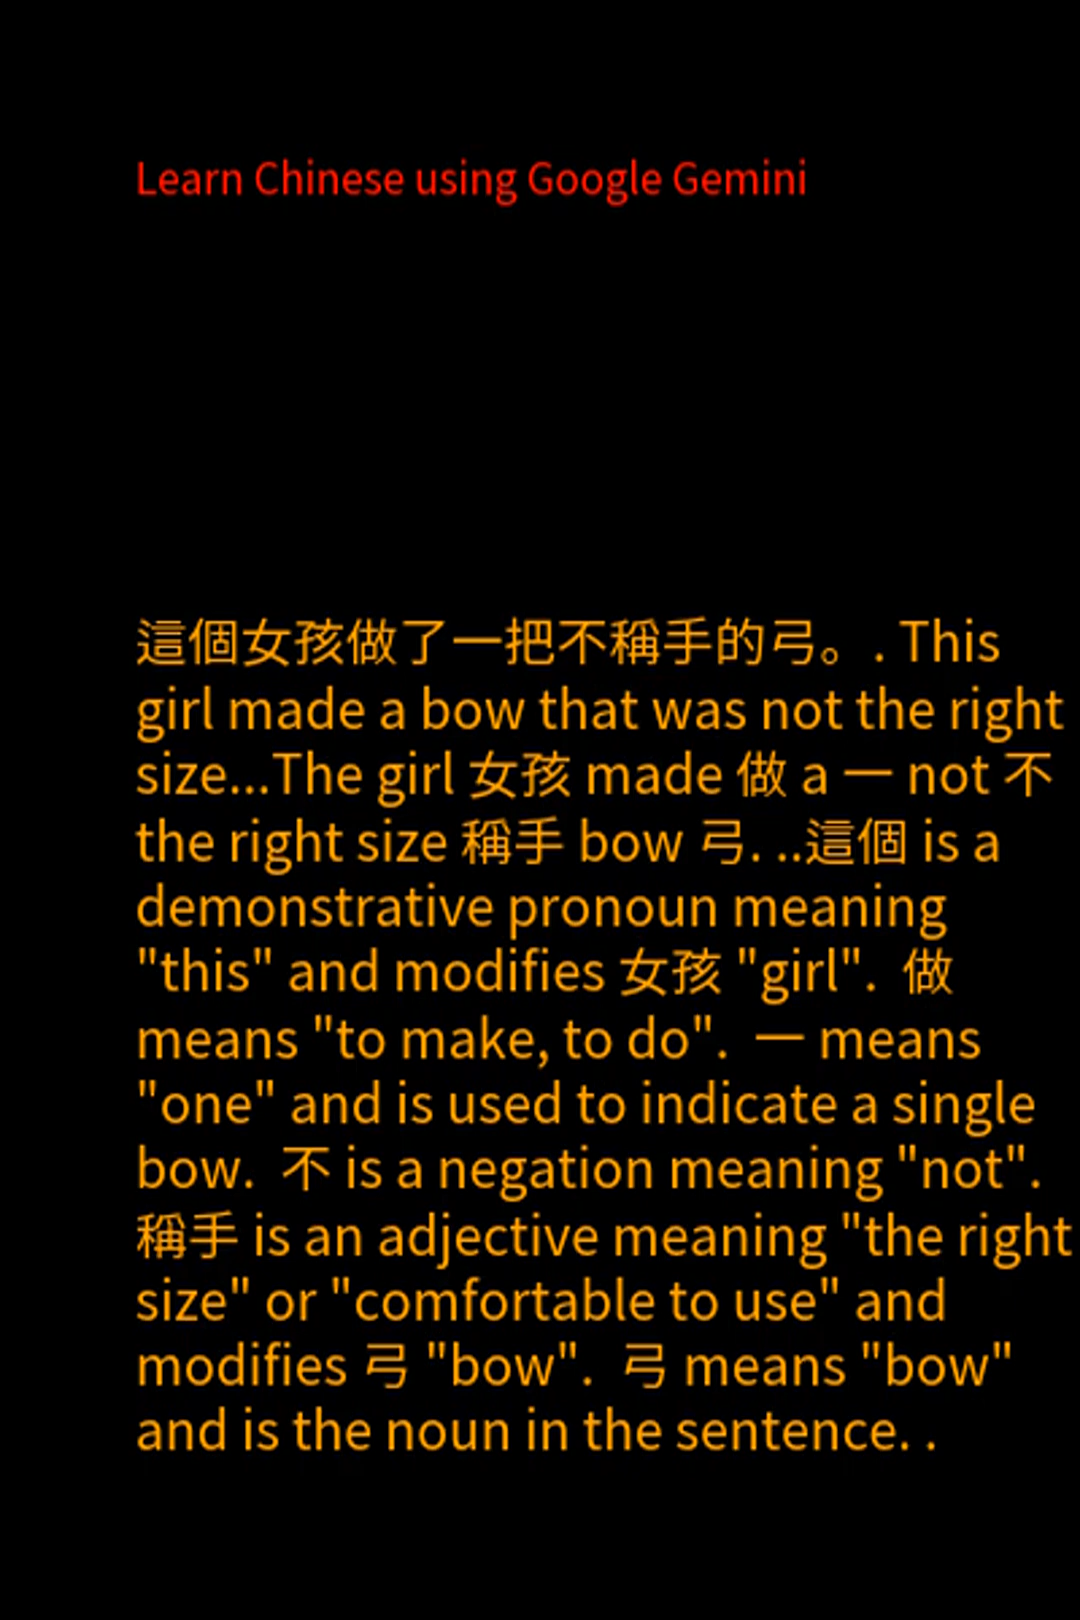 Learn Chinese using Google Gemini
這個女孩做了一把不稱手的弓。. This
girl made a bow that was not the right
size...The girl 女孩 made 做 a 一 not 不
the right size 稱手 bow 弓. ..這個 is a
demonstrative pronoun meaning
"this" and modifies 女孩 "girl".  做
means "to make, to do".  一 means
"one" and is used to indicate a single
bow.  不 is a negation meaning "not".
稱手 is an adjective meaning "the right
size" or "comfortable to use" and
modifies 弓 "bow".  弓 means "bow"
and is the noun in the sentence. .